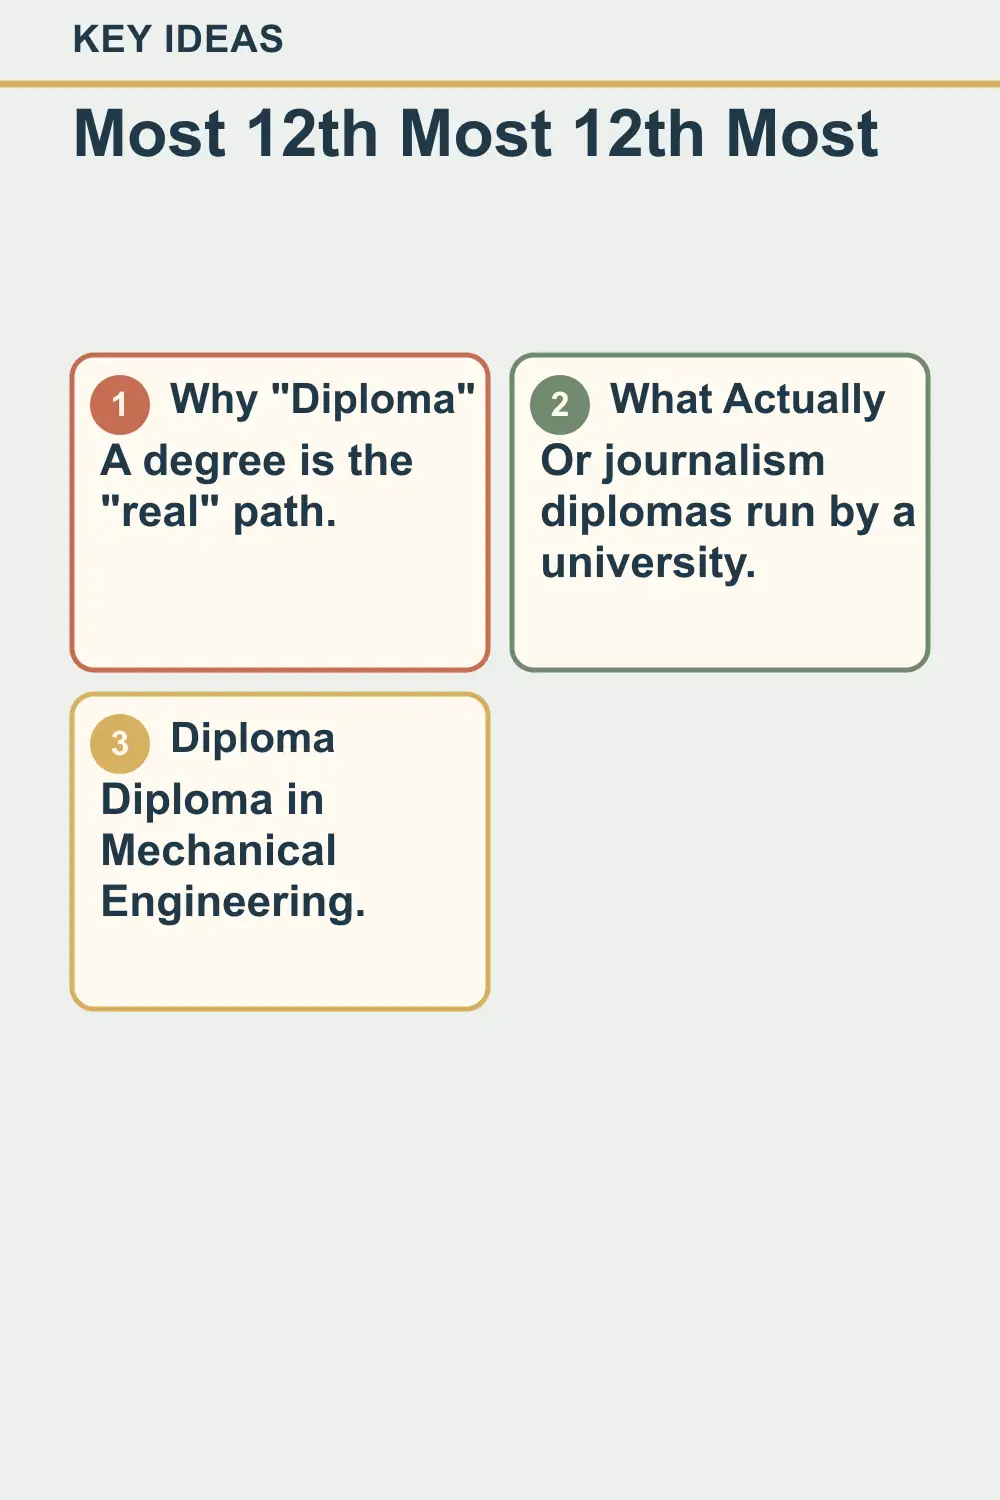 KEY IDEAS
Most 12th Most 12th Most
1
Why "Diploma"
A degree is the
"real" path.
2
What Actually
Or journalism
diplomas run by a
university.
3
Diploma
Diploma in
Mechanical
Engineering.